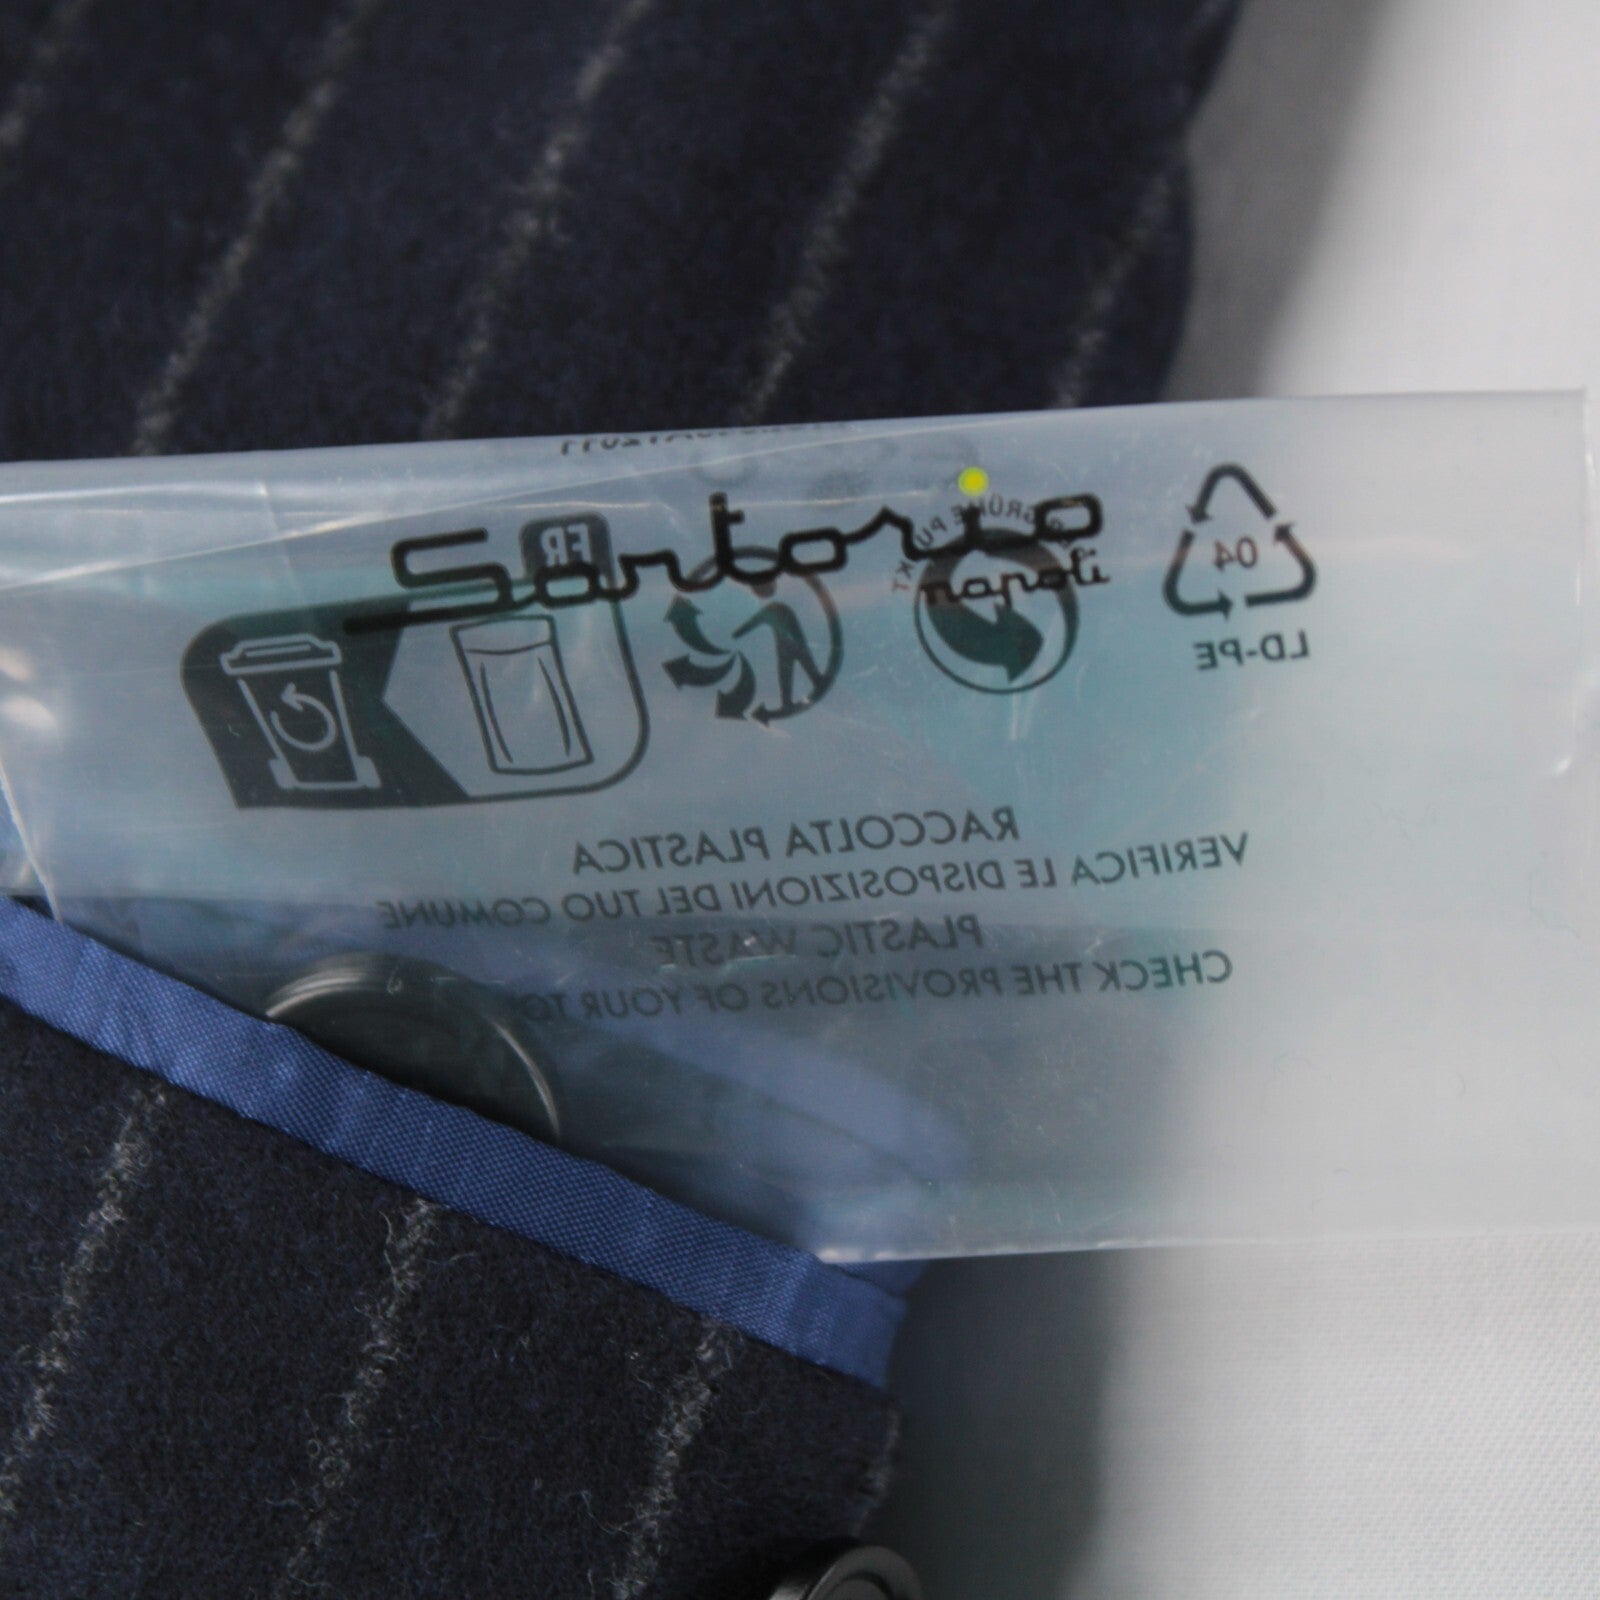 Sartorio
napoli
FR
04
LD-PE
RACCOLTA PLASTICA
VERIFICA LE DISPOSIZIONI DEL TUO COMUNE
PLASTIC WASTE
CHECK THE PROVISIONS OF YOUR